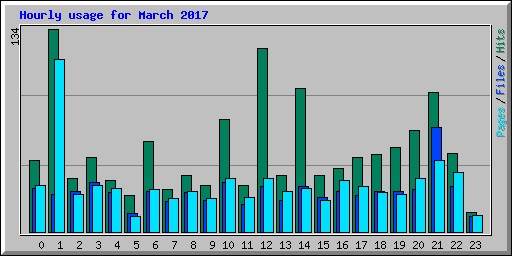 Hourly usage for March 2017
134
Pages / Files / Hits
0 1 2 3 4 5 6 7 8 9 10 11 12 13 14 15 16 17 18 19 20 21 22 23